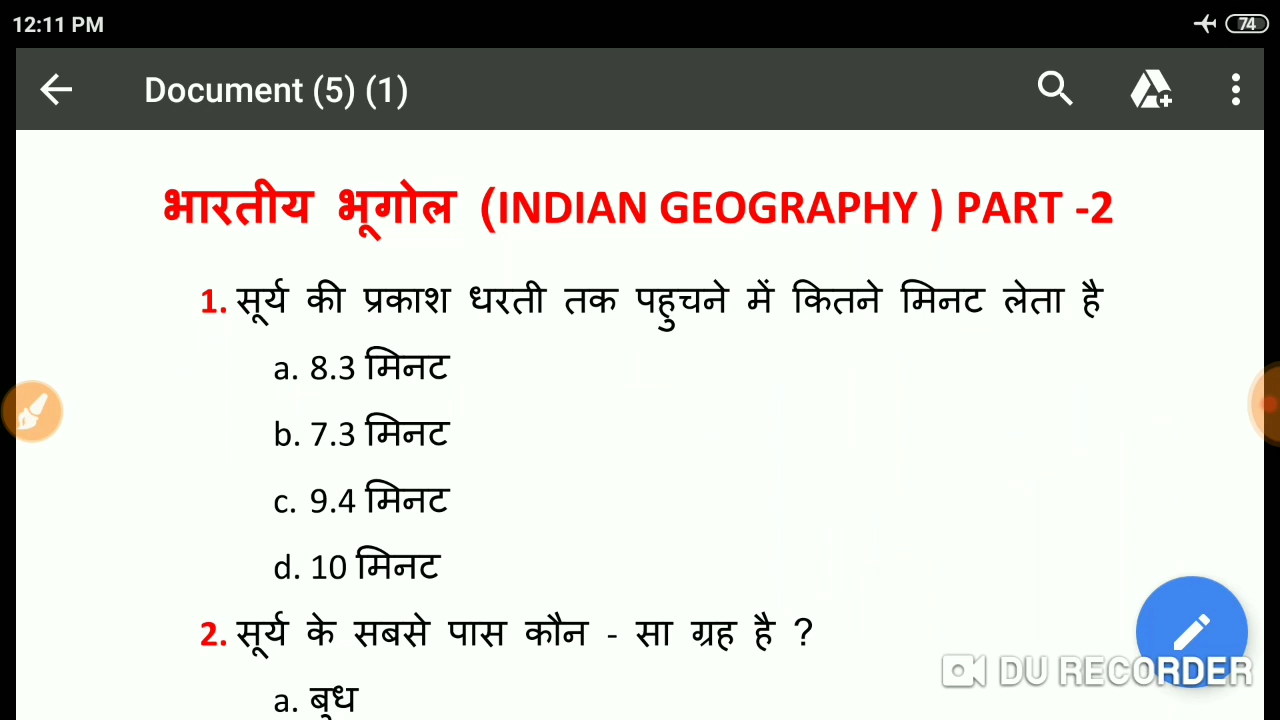 12:11 PM
74
Document (5) (1)
भारतीय भूगोल (INDIAN GEOGRAPHY ) PART -2
1. सूर्य की प्रकाश धरती तक पहुचने में कितने मिनट लेता है
a. 8.3 मिनट
b. 7.3 मिनट
c. 9.4 मिनट
d. 10 मिनट
2. सूर्य के सबसे पास कौन - सा ग्रह है ?
a. बुध
DU RECORDER